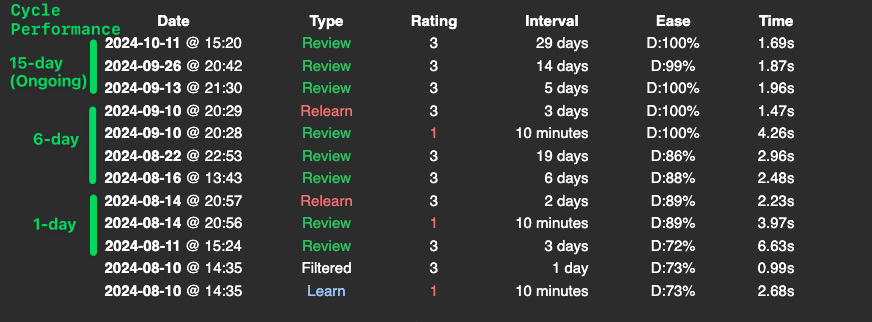 Cycle
Performance
Date Type Rating Interval Ease Time
2024-10-11 @ 15:20 Review 3 29 days D:100% 1.69s
15-day
(Ongoing)
2024-09-26 @ 20:42 Review 3 14 days D:99% 1.87s
2024-09-13 @ 21:30 Review 3 5 days D:100% 1.96s
2024-09-10 @ 20:29 Relearn 3 3 days D:100% 1.47s
6-day
2024-09-10 @ 20:28 Review 1 10 minutes D:100% 4.26s
2024-08-22 @ 22:53 Review 3 19 days D:86% 2.96s
2024-08-16 @ 13:43 Review 3 6 days D:88% 2.48s
2024-08-14 @ 20:57 Relearn 3 2 days D:89% 2.23s
1-day
2024-08-14 @ 20:56 Review 1 10 minutes D:89% 3.97s
2024-08-11 @ 15:24 Review 3 3 days D:72% 6.63s
2024-08-10 @ 14:35 Filtered 3 1 day D:73% 0.99s
2024-08-10 @ 14:35 Learn 1 10 minutes D:73% 2.68s